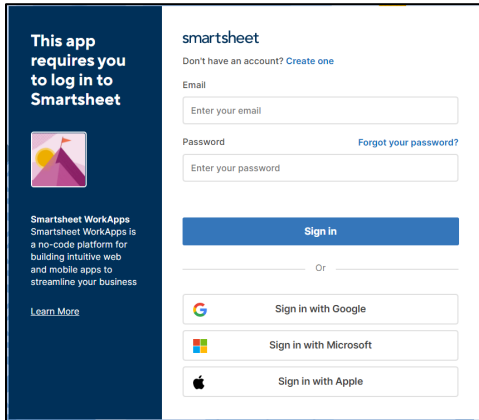 This app
requires you
to log in to
Smartsheet
Smartsheet WorkApps
Smartsheet WorkApps is
a no-code platform for
building intuitive web
and mobile apps to
streamline your business
Learn More
smartsheet
Don't have an account? Create one
Email
Enter your email
Password Forgot your password?
Enter your password
Sign in
Or
Sign in with Google
Sign in with Microsoft
Sign in with Apple